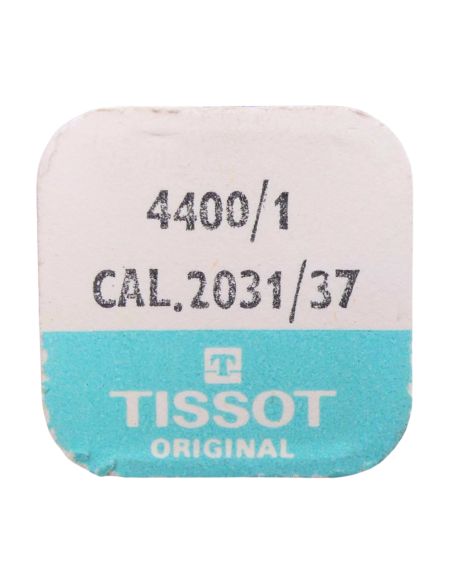 4400/1
CAL.2031/37
T
TISSOT
ORIGINAL